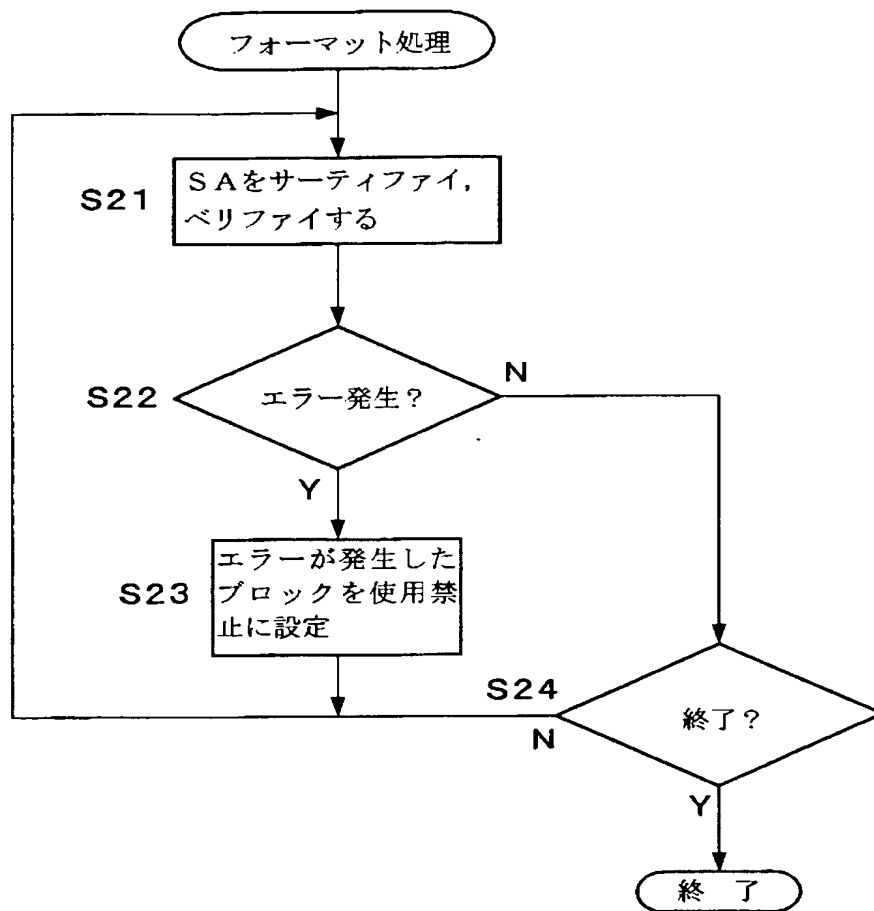 フォーマット処理
S21
ＳＡをサーティファイ，
ベリファイする
S22
エラー発生？
N
Y
S23
エラーが発生した
ブロックを使用禁
止に設定
S24
終了？
N
Y
終 了